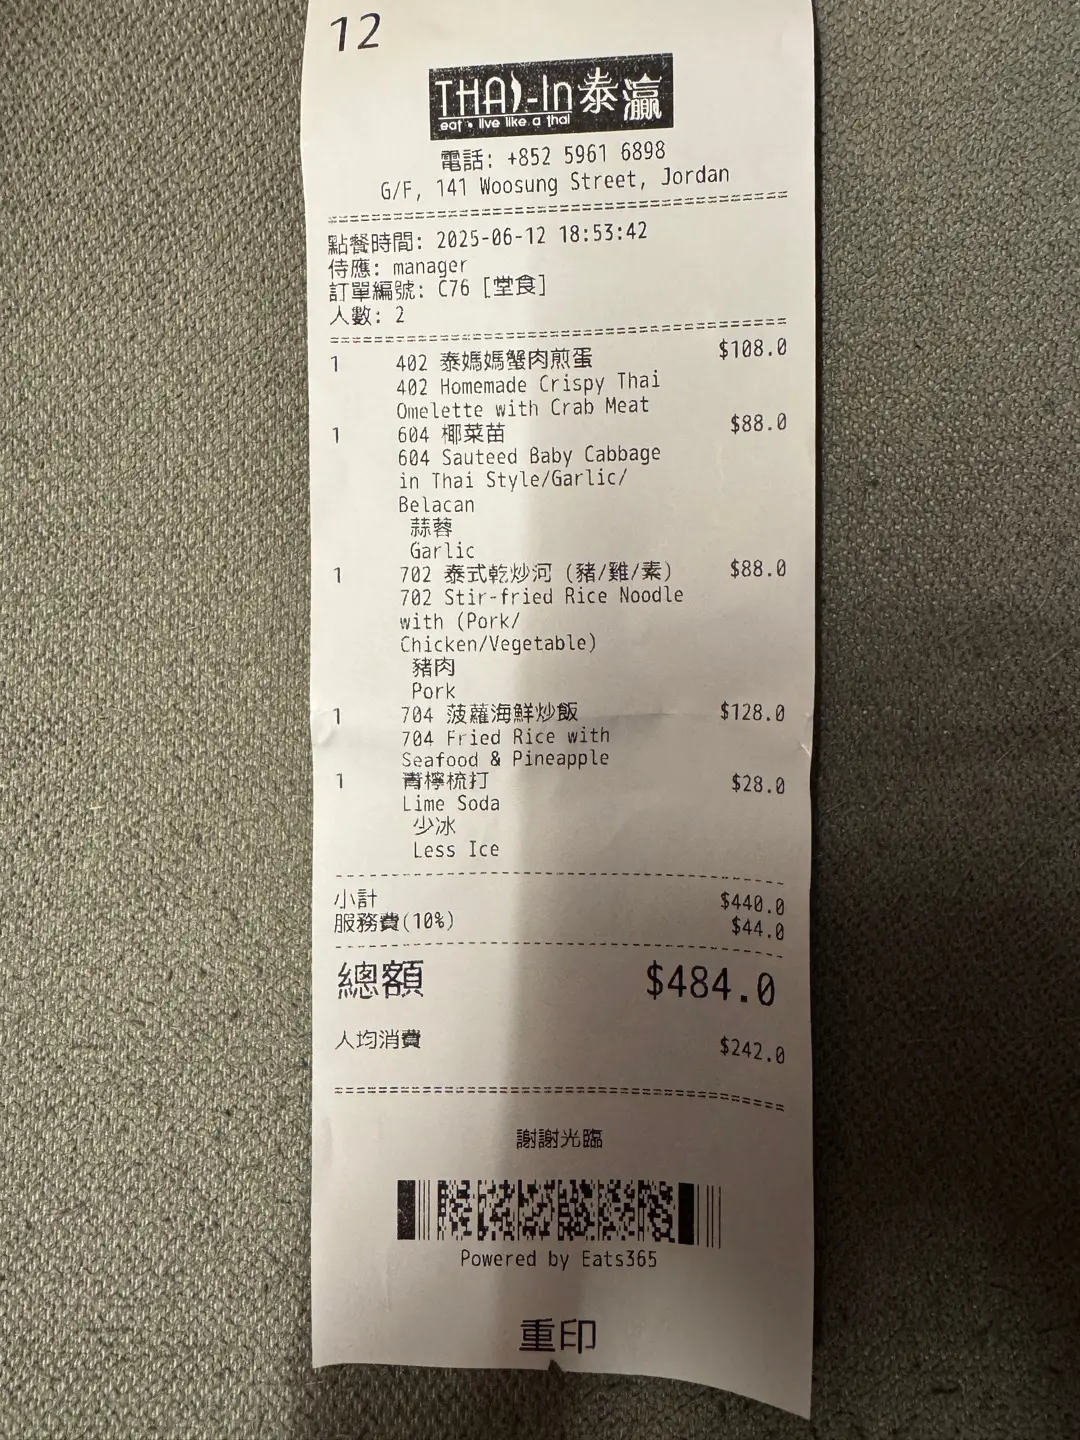 12
THAI-In 泰瀛
eat • live like a thai
電話: +852 5961 6898
G/F, 141 Woosung Street, Jordan
點餐時間: 2025-06-12 18:53:42
侍應: manager
訂單編號: C76 [堂食]
人數: 2
1 402 泰媽媽蟹肉煎蛋 $108.0
402 Homemade Crispy Thai
Omelette with Crab Meat
1 604 椰菜苗 $88.0
604 Sauteed Baby Cabbage
in Thai Style/Garlic/
Belacan
蒜蓉
Garlic
1 702 泰式乾炒河 (豬/雞/素) $88.0
702 Stir-fried Rice Noodle
with (Pork/
Chicken/Vegetable)
豬肉
Pork
1 704 菠蘿海鮮炒飯 $128.0
704 Fried Rice with
Seafood & Pineapple
1 青檸梳打 $28.0
Lime Soda
少冰
Less Ice
小計 $440.0
服務費(10%) $44.0
總額 $484.0
人均消費 $242.0
謝謝光臨
Powered by Eats365
重印